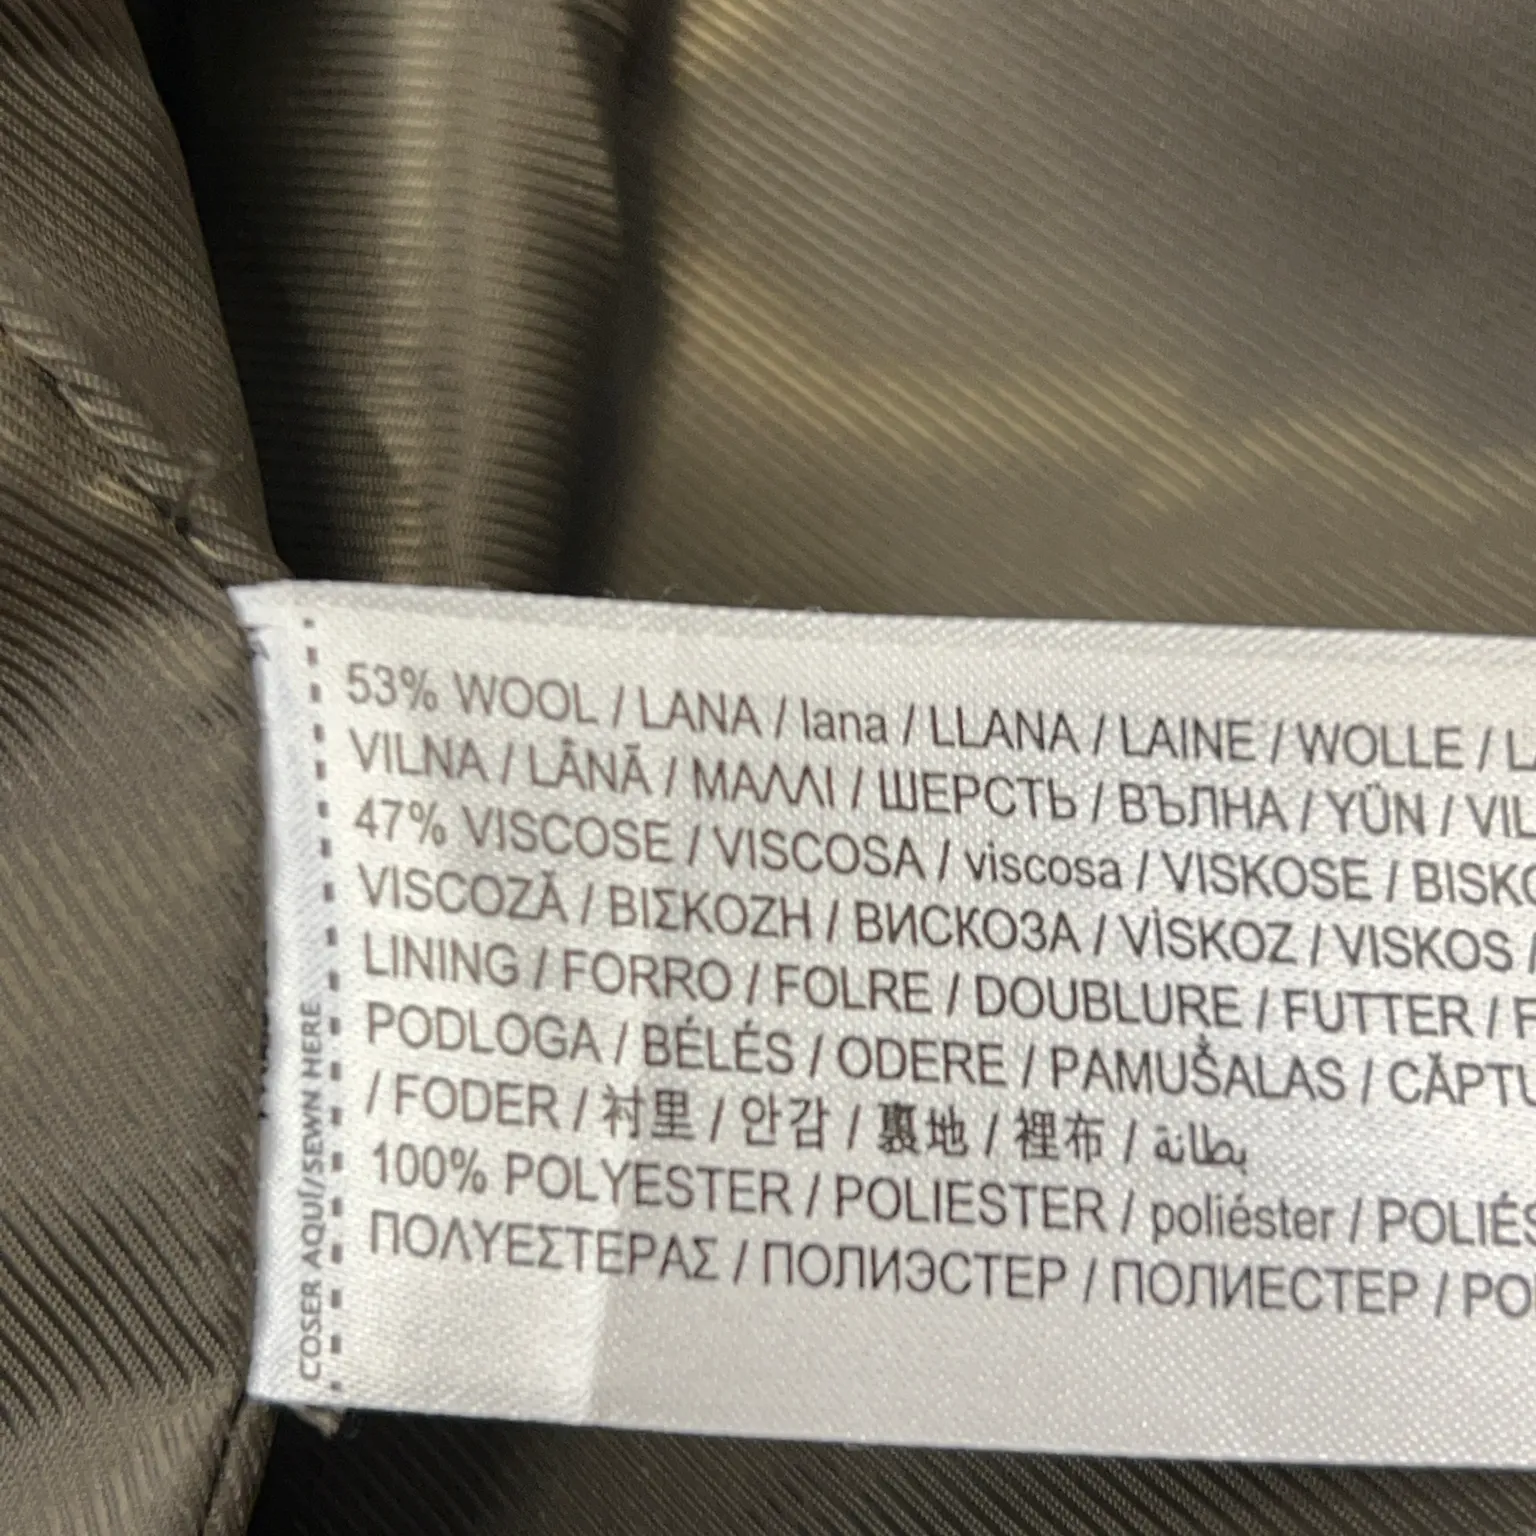 53% WOOL / LANA / lana / LLANA / LAINE / WOLLE /
VILNA / LÂNĂ / ΜΑΛΛΙ / ШЕРСТЬ / ВЪЛНА / YÜN /
47% VISCOSE / VISCOSA / viscosa / VISKOSE /
VISCOZĂ / ΒΙΣΚΟΖΗ / ВИСКОЗА / VİSKOZ / VISKOS /
LINING / FORRO / FOLRE / DOUBLURE / FUTTER /
PODLOGA / BÉLÉS / ODERE / PAMUŠALAS /
/ FODER / 衬里 / 안감 / 裏地 / 裡布 / بطانة
100% POLYESTER / POLIESTER / poliéster /
ΠΟΛΥΕΣΤΕΡΑΣ / ПОЛИЭСТЕР / ПОЛИЕСТЕР /
COSER AQUÍ/SEWN HERE